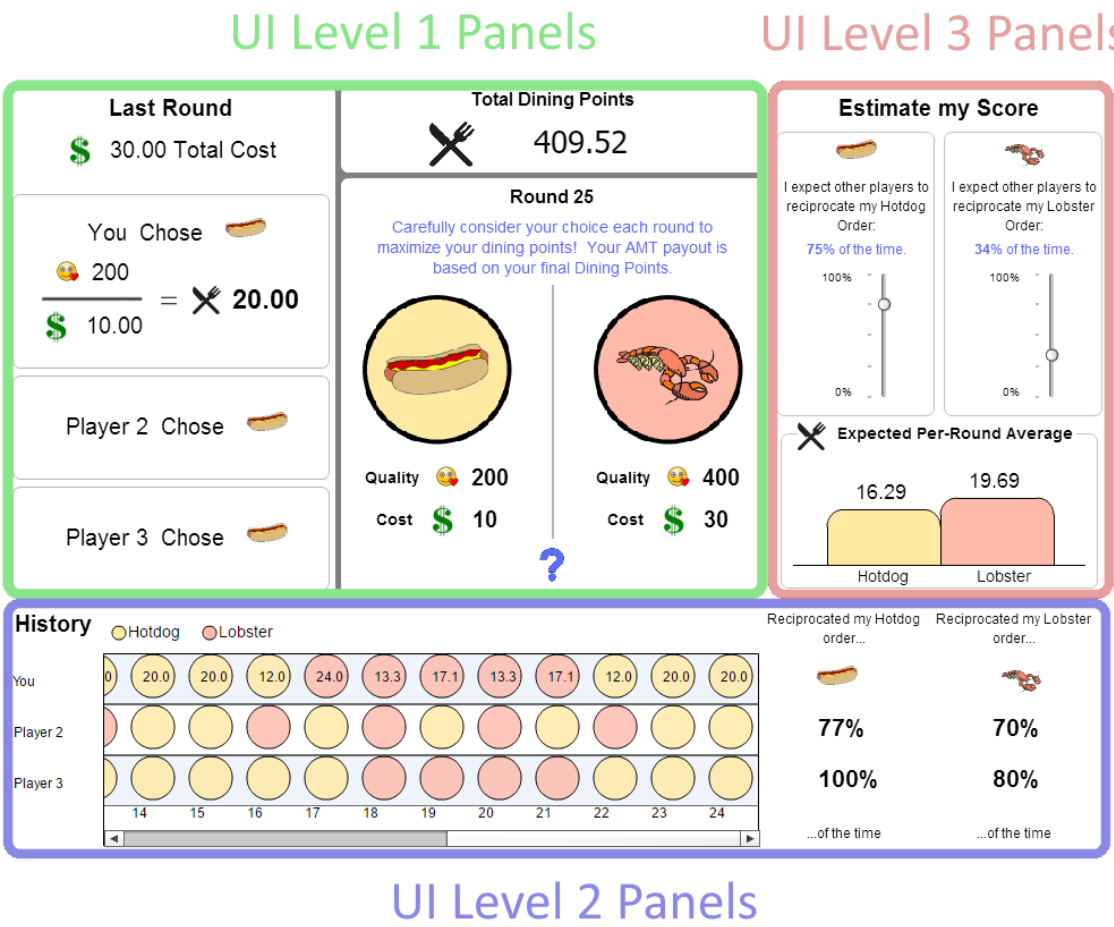 UI Level 1 Panels
UI Level 3 Panels
Last Round
$ 30.00 Total Cost
You Chose
200
$ 10.00
= 20.00
Player 2 Chose
Player 3 Chose
Total Dining Points
409.52
Round 25
Carefully consider your choice each round to
maximize your dining points! Your AMT payout is
based on your final Dining Points.
Quality 200
Cost $ 10
Quality 400
Cost $ 30
?
Estimate my Score
I expect other players to
reciprocate my Hotdog
Order:
75% of the time.
100%
0%
I expect other players to
reciprocate my Lobster
Order:
34% of the time.
100%
0%
Expected Per-Round Average
16.29
19.69
Hotdog
Lobster
History
Hotdog Lobster
You 0 20.0 20.0 12.0 24.0 13.3 17.1 13.3 17.1 12.0 20.0 20.0
Player 2
Player 3
14 15 16 17 18 19 20 21 22 23 24
Reciprocated my Hotdog
order...
77%
100%
...of the time
Reciprocated my Lobster
order...
70%
80%
...of the time
UI Level 2 Panels